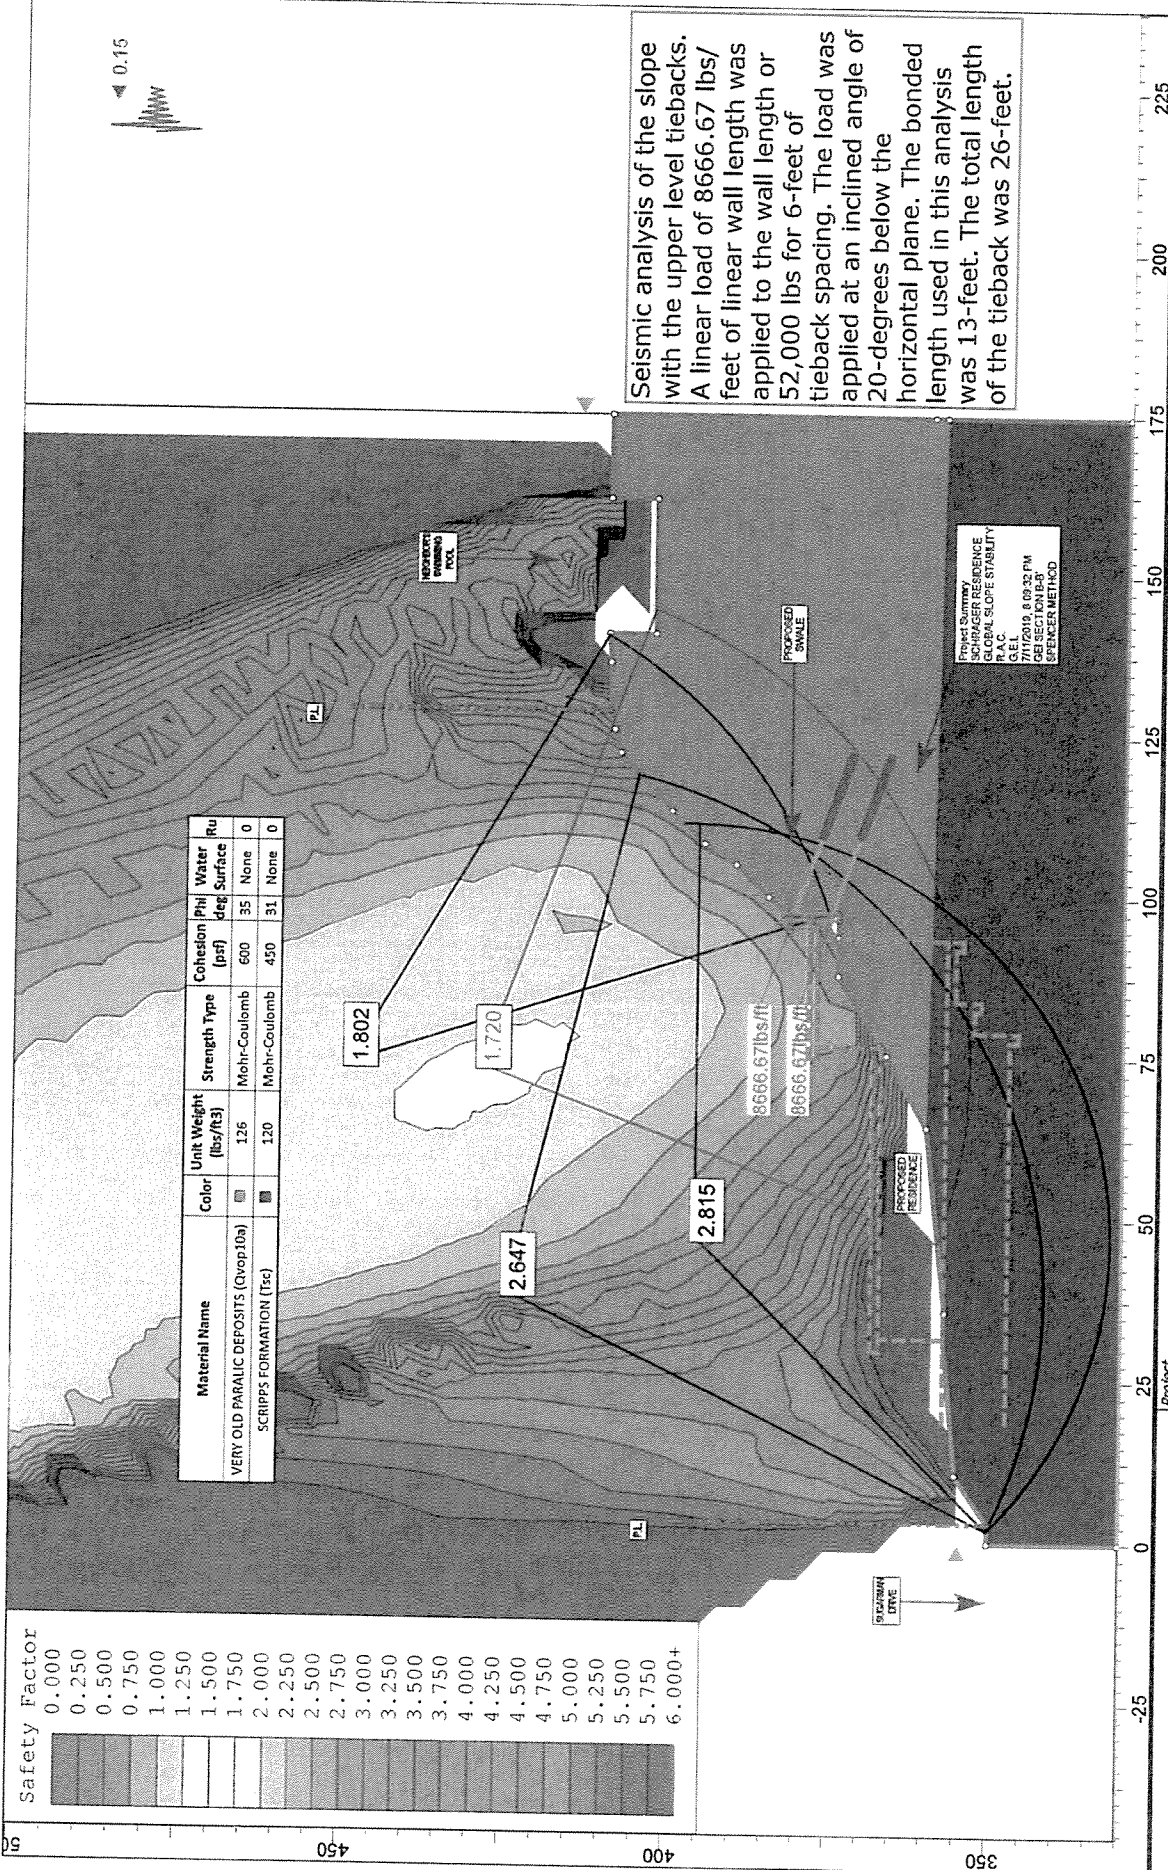 Safety Factor
0.000
0.250
0.500
0.750
1.000
1.250
1.500
1.750
2.000
2.250
2.500
2.750
3.000
3.250
3.500
3.750
4.000
4.250
4.500
4.750
5.000
5.250
5.500
5.750
6.000+
0.15
Material Name Color Unit Weight (lbs/ft3) Strength Type Cohesion (psf) Phi deg Water Surface Ru
VERY OLD PARALIC DEPOSITS (Qvop10a) 126 Mohr-Coulomb 600 35 None 0
SCRIPPS FORMATION (Tsc) 120 Mohr-Coulomb 450 31 None 0
Seismic analysis of the slope
with the upper level tiebacks.
A linear load of 8666.67 lbs/
feet of linear wall length was
applied to the wall length or
52,000 lbs for 6-feet of
tieback spacing. The load was
applied at an inclined angle of
20-degrees below the
horizontal plane. The bonded
length used in this analysis
was 13-feet. The total length
of the tieback was 26-feet.
P.L.
NEIGHBOR'S
SWIMMING
POOL
1.802
1.720
2.647
2.815
8666.67lbs/ft
8666.67lbs/ft
P.L.
PROPOSED
SWALE
PROPOSED
RESIDENCE
SUGARMAN
DRIVE
Project Summary
SCHRAGER RESIDENCE
GLOBAL SLOPE STABILITY
R.A.C.
G.E.I.
7/11/2019, 8:09:32 PM
GEI SECTION B-B'
SPENCER METHOD
450
400
350
-25
0
25
50
75
100
125
150
175
200
225
Project